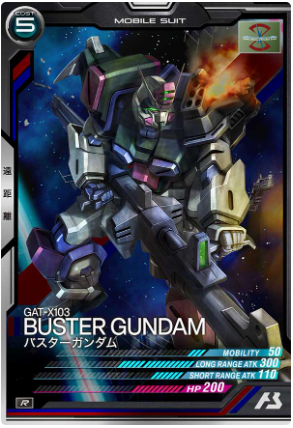 COST
5
MOBILE SUIT
遠距離
GAT-X103
BUSTER GUNDAM
バスターガンダム
MOBILITY 50
LONG RANGE ATK 300
SHORT RANGE ATK 110
HP 200
R